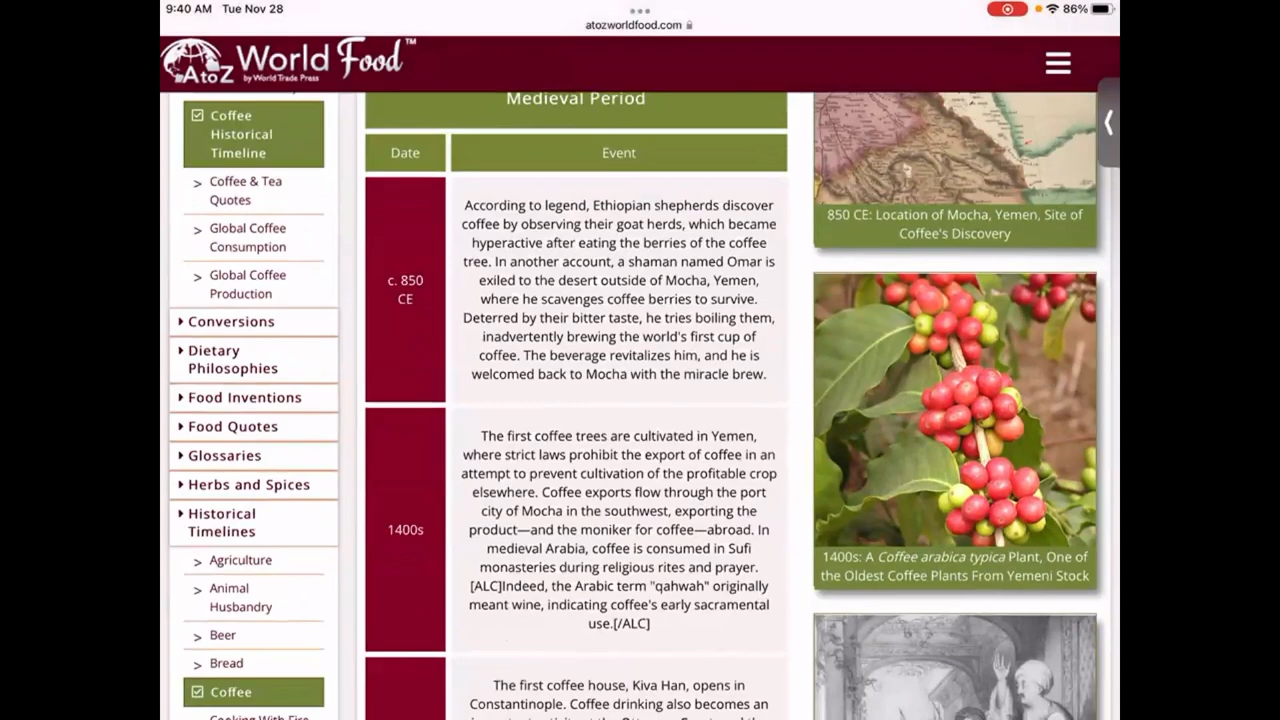 9:40 AM Tue Nov 28
86%
atozworldfood.com
AtoZ World Food™
by World Trade Press
Coffee
Historical
Timeline
> Coffee & Tea
Quotes
> Global Coffee
Consumption
> Global Coffee
Production
Conversions
Dietary
Philosophies
Food Inventions
Food Quotes
Glossaries
Herbs and Spices
Historical
Timelines
> Agriculture
> Animal
Husbandry
> Beer
> Bread
Coffee
Medieval Period
Date
Event
c. 850
CE
According to legend, Ethiopian shepherds discover
coffee by observing their goat herds, which became
hyperactive after eating the berries of the coffee
tree. In another account, a shaman named Omar is
exiled to the desert outside of Mocha, Yemen,
where he scavenges coffee berries to survive.
Deterred by their bitter taste, he tries boiling them,
inadvertently brewing the world's first cup of
coffee. The beverage revitalizes him, and he is
welcomed back to Mocha with the miracle brew.
1400s
The first coffee trees are cultivated in Yemen,
where strict laws prohibit the export of coffee in an
attempt to prevent cultivation of the profitable crop
elsewhere. Coffee exports flow through the port
city of Mocha in the southwest, exporting the
product—and the moniker for coffee—abroad. In
medieval Arabia, coffee is consumed in Sufi
monasteries during religious rites and prayer.
[ALC]Indeed, the Arabic term "qahwah" originally
meant wine, indicating coffee's early sacramental
use.[/ALC]
The first coffee house, Kiva Han, opens in
Constantinople. Coffee drinking also becomes an
850 CE: Location of Mocha, Yemen, Site of
Coffee's Discovery
1400s: A Coffee arabica typica Plant, One of
the Oldest Coffee Plants From Yemeni Stock